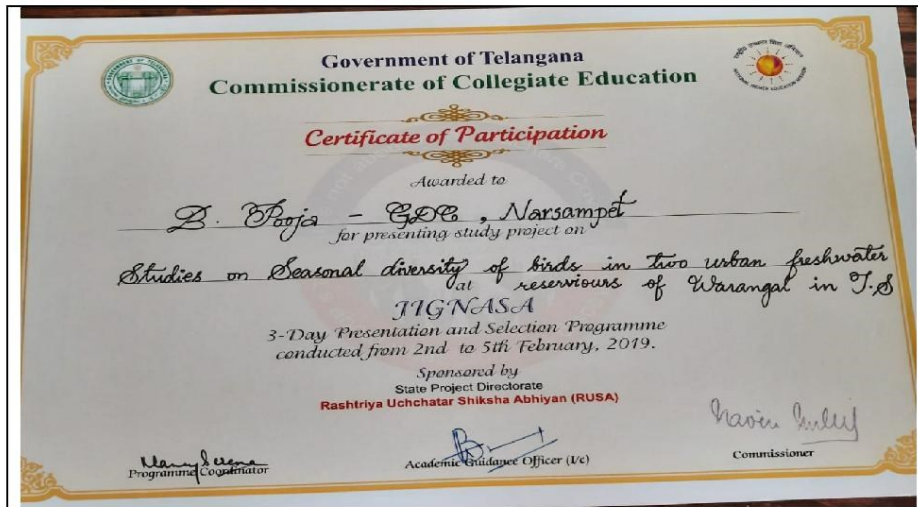 Government of Telangana
Commissionerate of Collegiate Education
Certificate of Participation
Awarded to
D. Pooja - GDC, Narsampet
for presenting study project on
Studies on Seasonal diversity of birds in two urban freshwater
at reserviours of Warangal in T.S
JIGNASA
3-Day Presentation and Selection Programme
conducted from 2nd to 5th February, 2019.
Sponsored by
State Project Directorate
Rashtriya Uchchatar Shiksha Abhiyan (RUSA)
Programme Coordinator
Academic Guidance Officer (I/c)
Commissioner